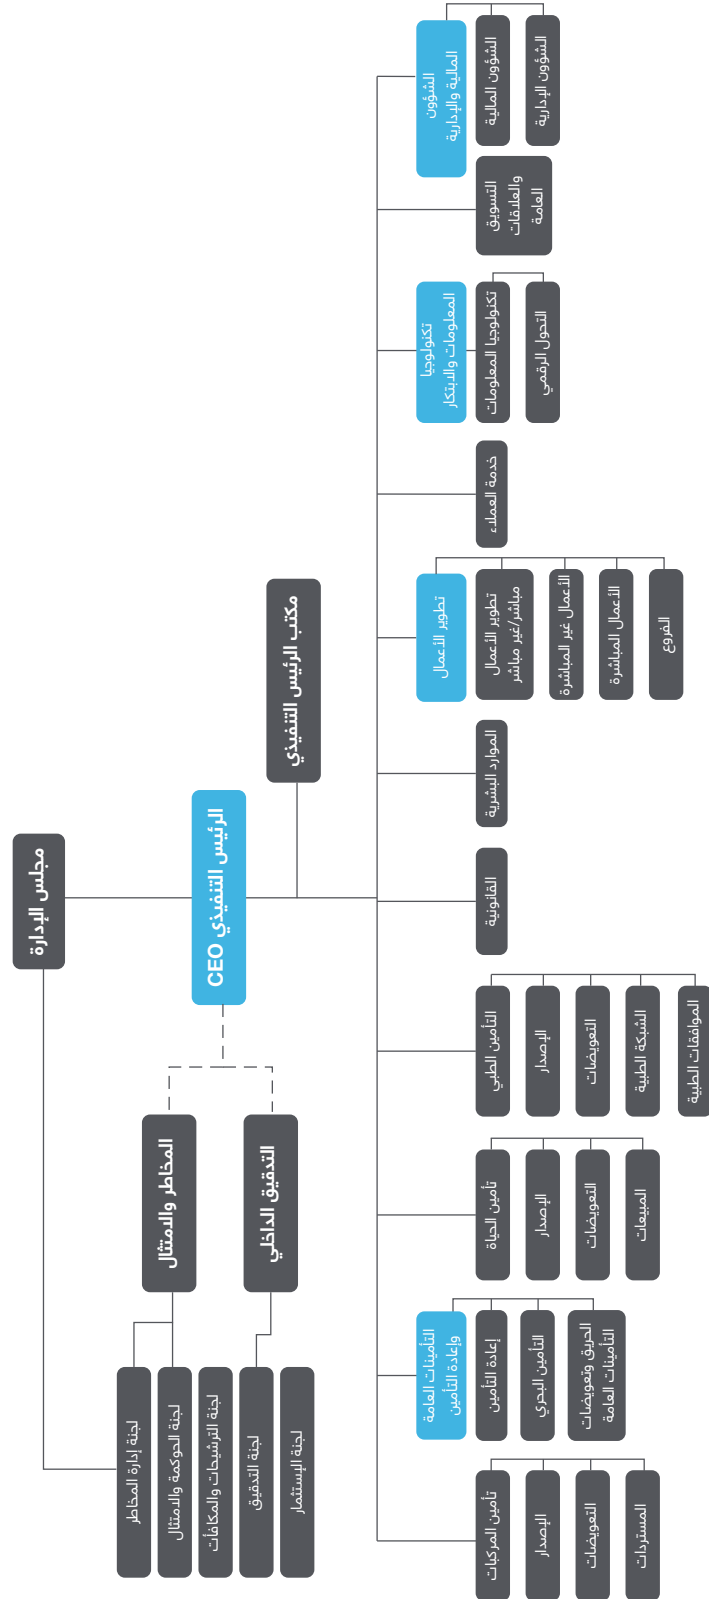 مجلس الإدارة
الرئيس التنفيذي CEO
مكتب الرئيس التنفيذي
المخاطر والامتثال
التدقيق الداخلي
لجنة إدارة المخاطر
لجنة الحوكمة والامتثال
لجنة الترشيحات والمكافأت
لجنة التدقيق
لجنة الإستثمار
الشؤون
المالية والإدارية
الشؤون المالية
الشؤون الإدارية
التسويق
والعلاقات
العامة
تكنولوجيا
المعلومات والابتكار
تكنولوجيا المعلومات
التحول الرقمي
خدمة العملاء
تطوير الأعمال
تطوير الأعمال
مباشر/غير مباشر
الأعمال غير المباشرة
الأعمال المباشرة
الفروع
الموارد البشرية
القانونية
التأمين الطبي
الإصدار
التعويضات
الشبكة الطبية
الموافقات الطبية
تأمين الحياة
الإصدار
التعويضات
المبيعات
التأمينات العامة
وإعادة التأمين
إعادة التأمين
التأمين البحري
الحريق وتعويضات
التأمينات العامة
تأمين المركبات
الإصدار
التعويضات
المستردات